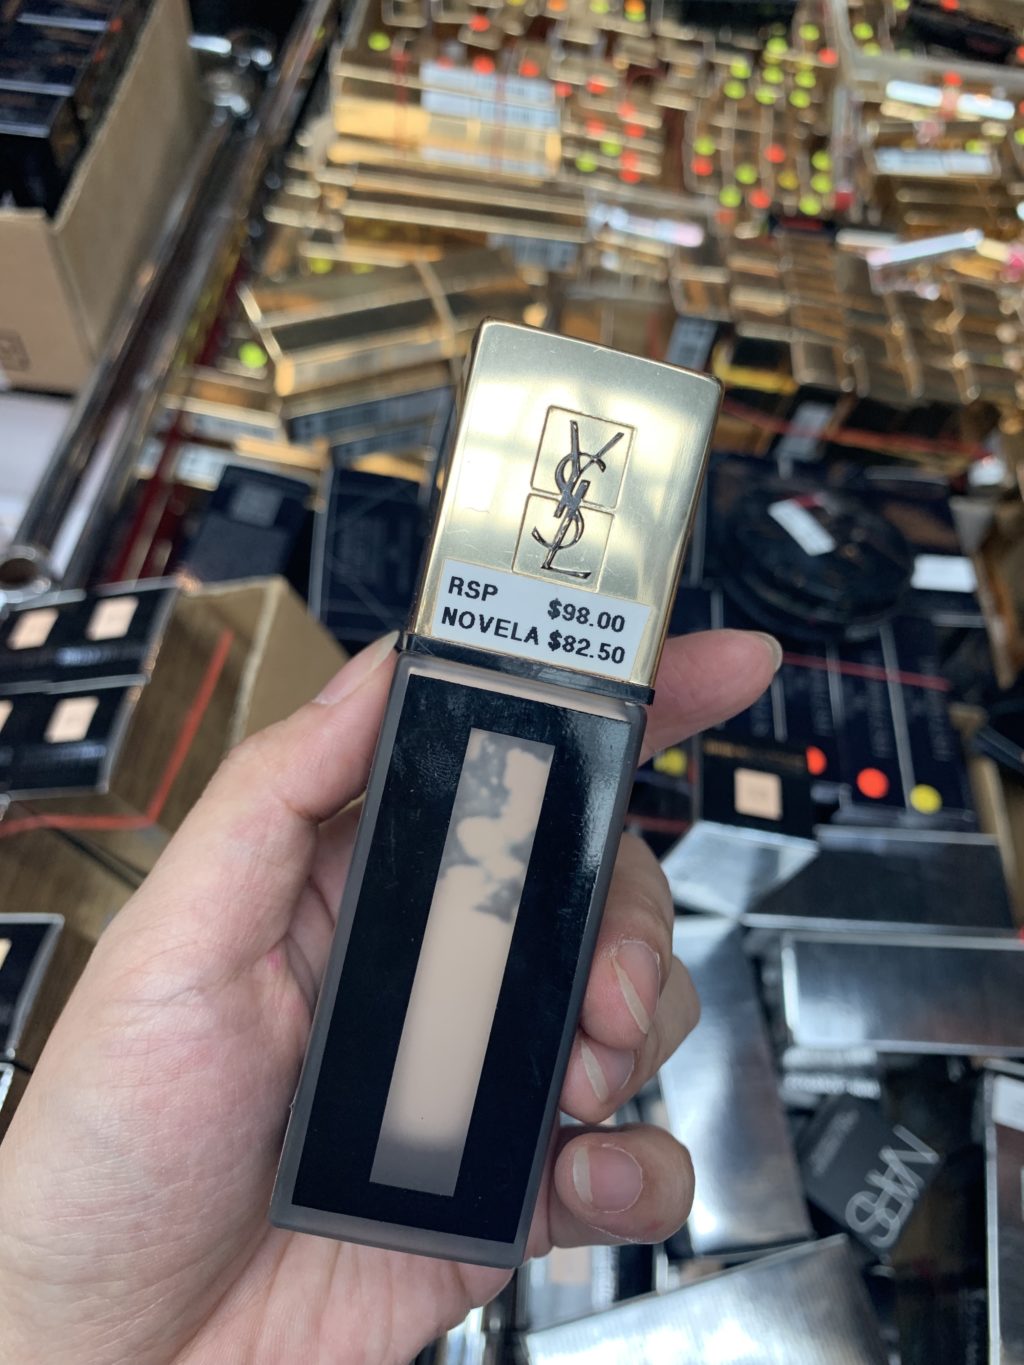 YSL
RSP $98.00
NOVELA $82.50
NARS